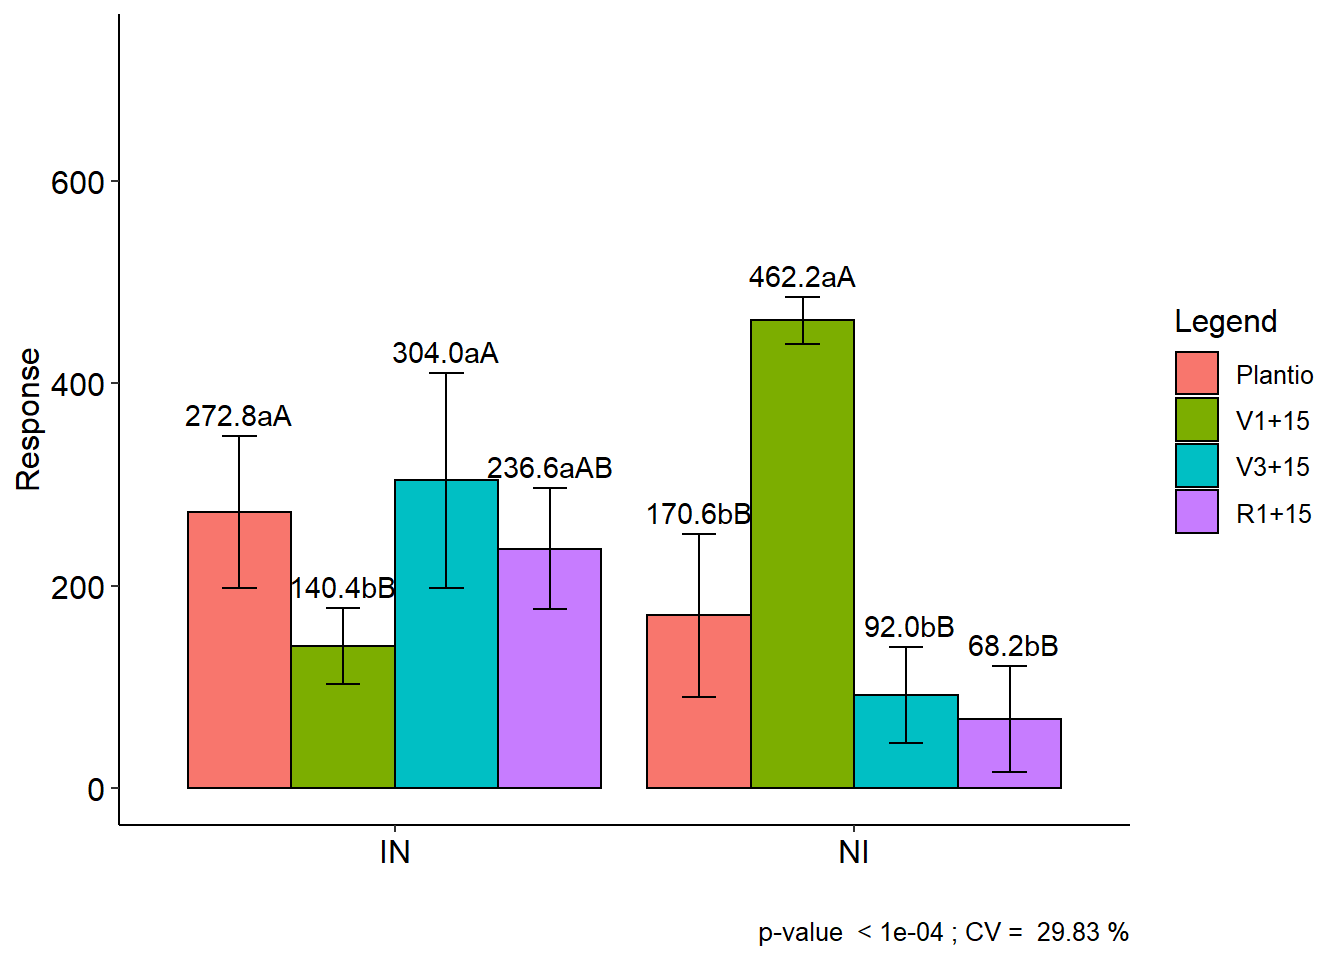 Response
600
400
200
0
272.8aA
140.4bB
304.0aA
236.6aAB
170.6bB
462.2aA
92.0bB
68.2bB
IN
NI
Legend
Plantio
V1+15
V3+15
R1+15
p-value < 1e-04 ; CV = 29.83 %